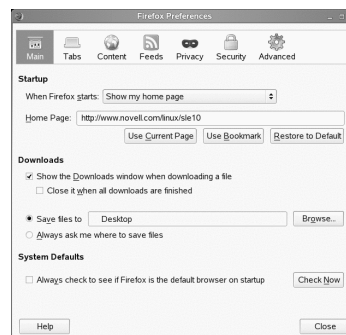 Firefox Preferences
Main Tabs Content Feeds Privacy Security Advanced
Startup
When Firefox starts: Show my home page
Home Page: http://www.novell.com/linux/sle10
Use Current Page Use Bookmark Restore to Default
Downloads
Show the Downloads window when downloading a file
Close it when all downloads are finished
Save files to Desktop Browse...
Always ask me where to save files
System Defaults
Always check to see if Firefox is the default browser on startup Check Now
Help Close